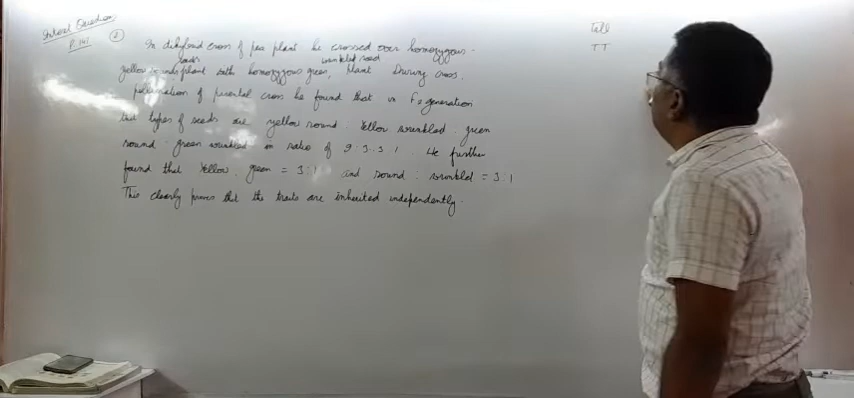 Intext Question
P. 141
② In dihybrid cross of pea plant he crossed over homozygous
seeds wrinkled seed
yellow round plant with homozygous green, plant During cross
pollination of parental cross he found that in F2 generation
that types of seeds are yellow round : Yellow wrinkled : green
round : green wrinkled in ratio of 9:3:3:1. He further
found that Yellow : green = 3:1 and round : wrinkled = 3:1
This clearly proves that the traits are inherited independently.
Tall
TT